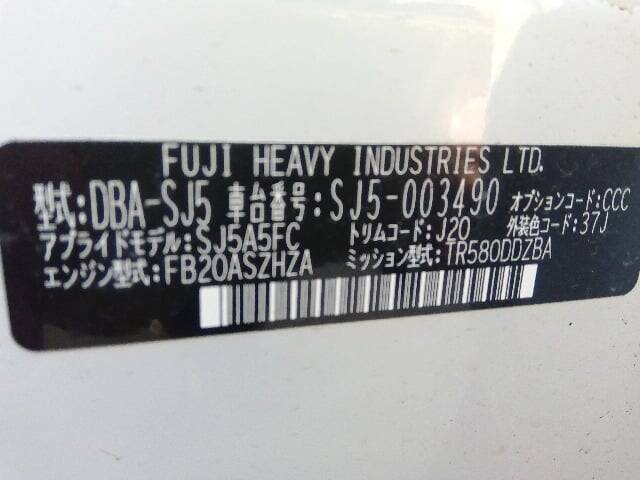 FUJI HEAVY INDUSTRIES LTD.
型式:DBA-SJ5 車台番号:SJ5-003490 オプションコード:CCC
アプライドモデル:SJ5A5FC トリムコード:J20 外装色コード:37J
エンジン型式:FB20ASZHZA ミッション型式:TR580DDZBA